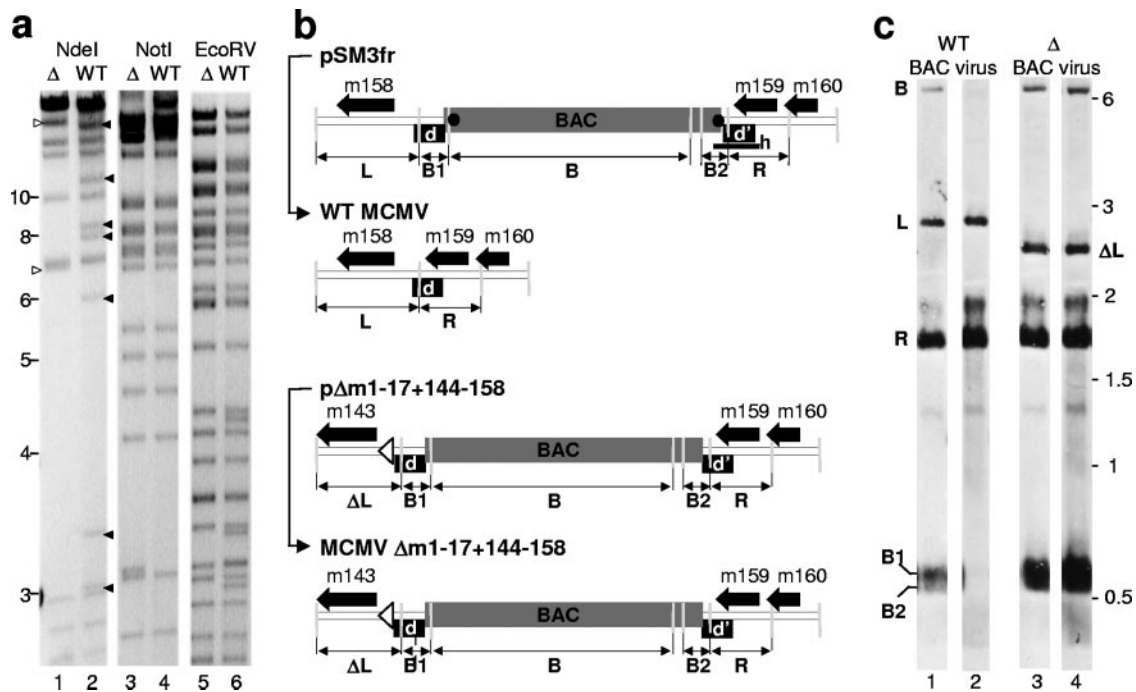 a
NdeI NotI EcoRV
Δ WT Δ WT Δ WT
10
8
6
5
4
3
1 2 3 4 5 6
b
pSM3fr
m158 m159 m160
BAC
d d'
h
L B1 B B2 R
WT MCMV
m158 m159 m160
d
L R
pΔm1-17+144-158
m143 m159 m160
BAC
d d'
ΔL B1 B B2 R
MCMV Δm1-17+144-158
m143 m159 m160
BAC
d d'
ΔL B1 B B2 R
c
WT Δ
BAC virus BAC virus
B
6
L
3
ΔL
2
R
1.5
1
B1
B2
0.5
1 2 3 4